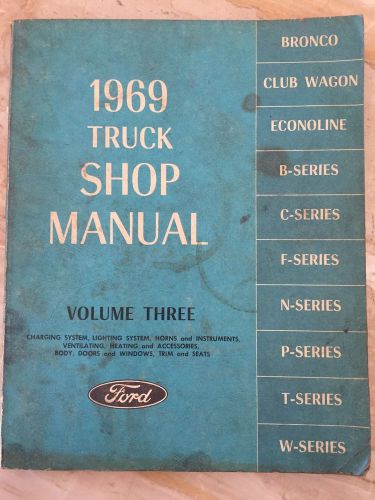 1969
TRUCK
SHOP
MANUAL
VOLUME THREE
CHARGING SYSTEM, LIGHTING SYSTEM, HORNS and INSTRUMENTS,
VENTILATING, HEATING and ACCESSORIES,
BODY, DOORS and WINDOWS, TRIM and SEATS
Ford
BRONCO
CLUB WAGON
ECONOLINE
B-SERIES
C-SERIES
F-SERIES
N-SERIES
P-SERIES
T-SERIES
W-SERIES